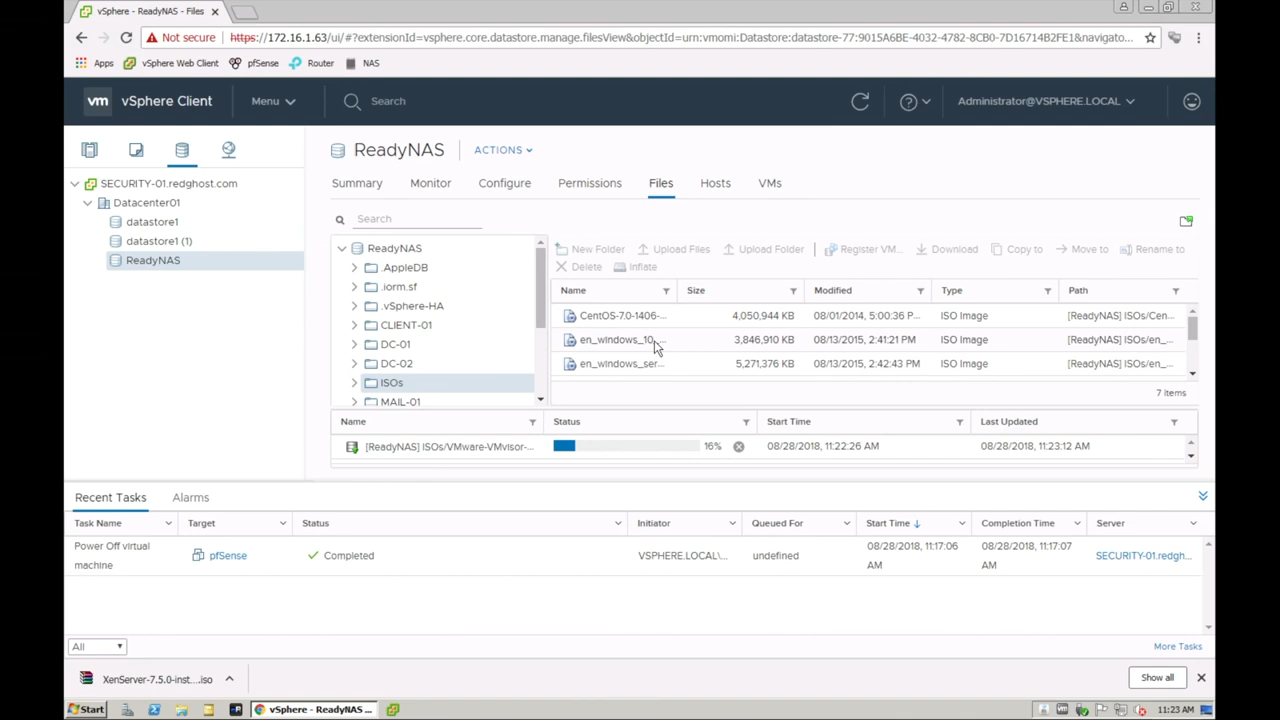 vSphere - ReadyNAS - Files
Not secure https://172.16.1.63/ui/#?extensionId=vsphere.core.datastore.manage.filesView&objectId=urn:vmomi:Datastore:datastore-77:9015A6BE-4032-4782-8CB0-7D16714B2FE1&navigato...
Apps vSphere Web Client pfSense Router NAS
vm vSphere Client Menu Search Administrator@VSPHERE.LOCAL
ReadyNAS ACTIONS
Summary Monitor Configure Permissions Files Hosts VMs
SECURITY-01.redghost.com
Datacenter01
datastore1
datastore1 (1)
ReadyNAS
Search
ReadyNAS
.AppleDB
.iorm.sf
.vSphere-HA
CLIENT-01
DC-01
DC-02
ISOs
MAIL-01
New Folder Upload Files Upload Folder Register VM... Download Copy to Move to Rename to
Delete Inflate
Name Size Modified Type Path
CentOS-7.0-1406-... 4,050,944 KB 08/01/2014, 5:00:36 P... ISO Image [ReadyNAS] ISOs/Cen...
en_windows_10_... 3,846,910 KB 08/13/2015, 2:41:21 PM ISO Image [ReadyNAS] ISOs/en_...
en_windows_ser... 5,271,376 KB 08/13/2015, 2:42:43 PM ISO Image [ReadyNAS] ISOs/en_...
7 items
Name Status Start Time Last Updated
[ReadyNAS] ISOs/VMware-VMvisor-... 16% 08/28/2018, 11:22:26 AM 08/28/2018, 11:23:12 AM
Recent Tasks Alarms
Task Name Target Status Initiator Queued For Start Time Completion Time Server
Power Off virtual machine pfSense Completed VSPHERE.LOCAL\... undefined 08/28/2018, 11:17:06 AM 08/28/2018, 11:17:07 AM SECURITY-01.redgh...
All More Tasks
XenServer-7.5.0-inst....iso Show all
Start vSphere - ReadyNAS ... 11:23 AM